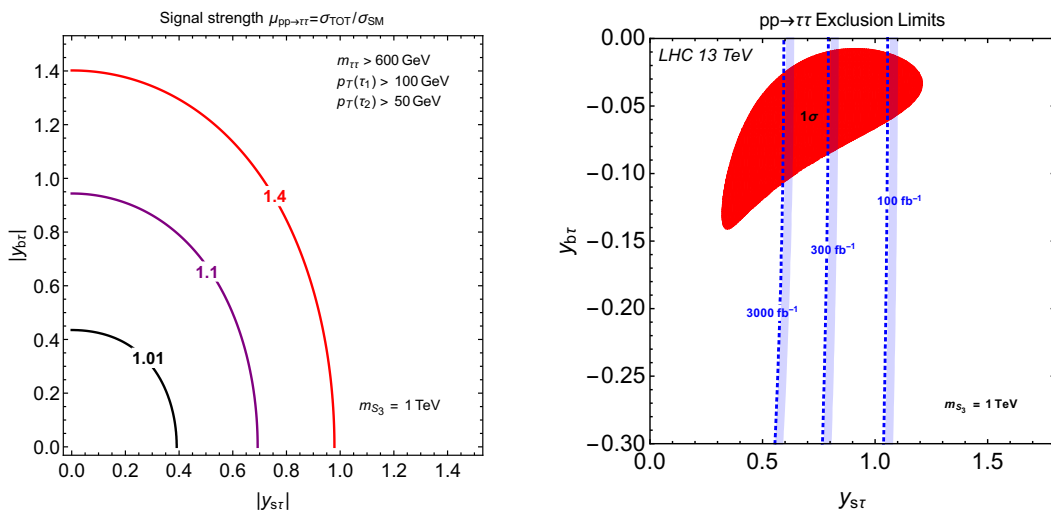 Signal strength μpp→ττ=σTOT/σSM
mττ > 600 GeV
pT(τ1) > 100 GeV
pT(τ2) > 50 GeV
1.4
1.2
1.0
0.8
0.6
0.4
0.2
0.0
|ybτ|
1.4
1.1
1.01
mS3 = 1 TeV
0.0 0.2 0.4 0.6 0.8 1.0 1.2 1.4
|ysτ|
pp→ττ Exclusion Limits
LHC 13 TeV
0.00
−0.05
−0.10
−0.15
−0.20
−0.25
−0.30
ybτ
1σ
100 fb−1
300 fb−1
3000 fb−1
mS3 = 1 TeV
0.0 0.5 1.0 1.5
ysτ